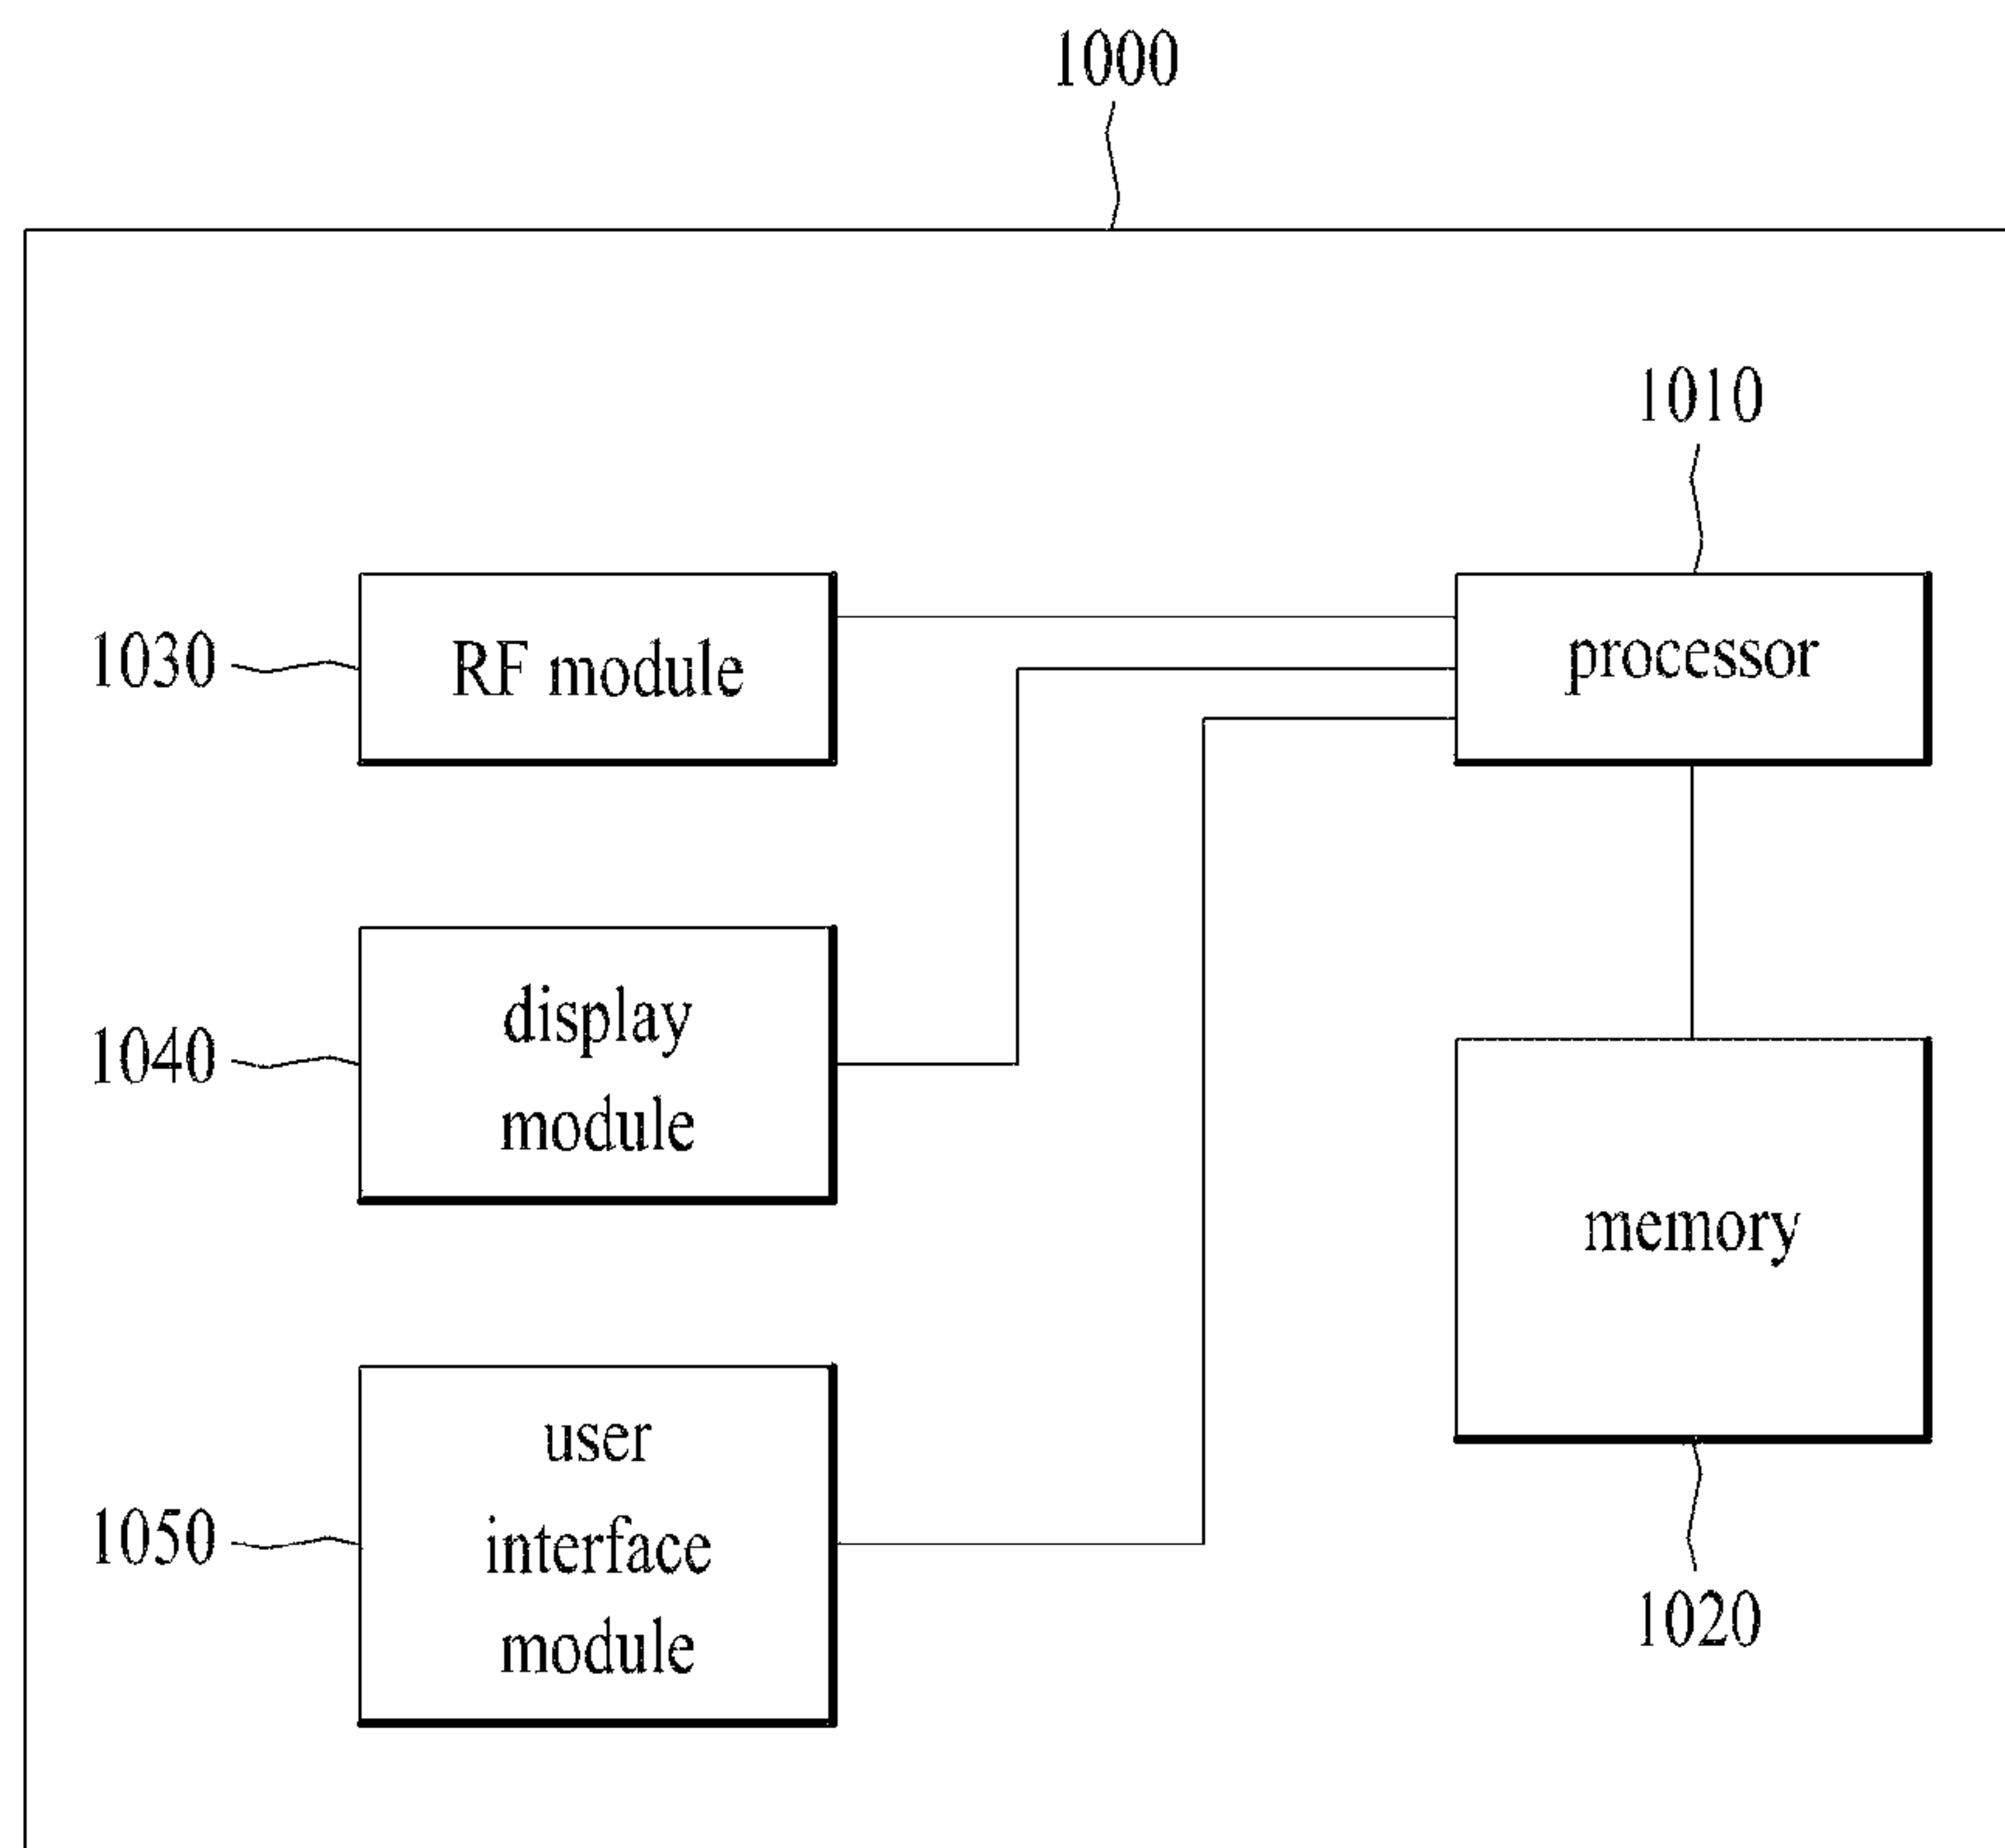 1000
1010
1030
RF module
processor
1040
display
module
memory
1050
user
interface
module
1020